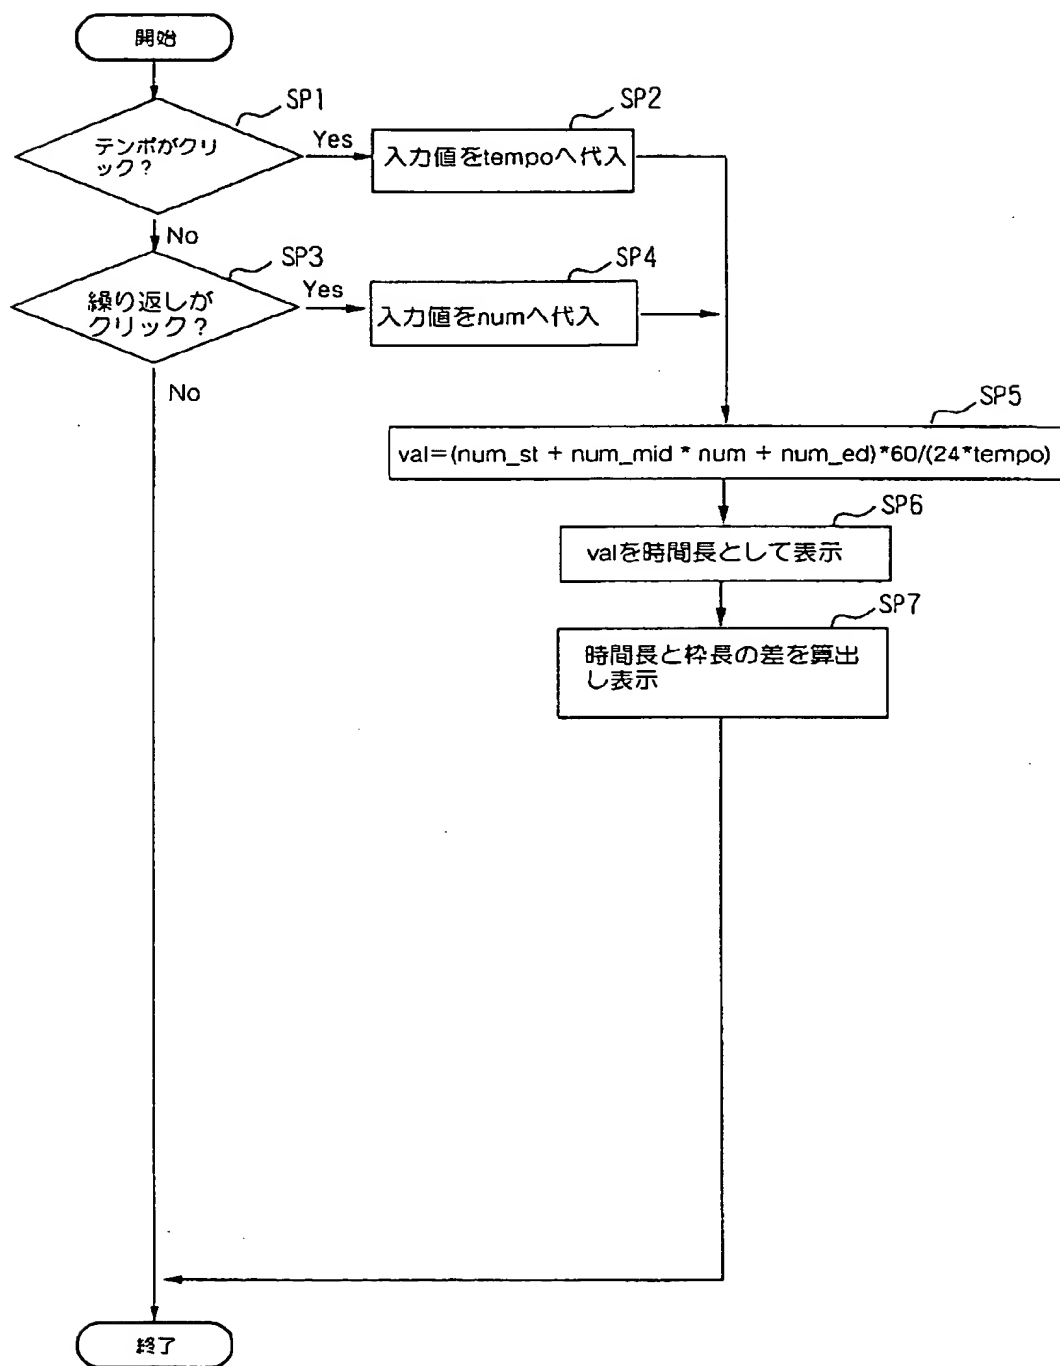 開始
SP1
テンポがクリ
ック？
Yes
SP2
入力値をtempoへ代入
No
SP3
繰り返しが
クリック？
Yes
SP4
入力値をnumへ代入
No
SP5
val=(num_st + num_mid * num + num_ed)*60/(24*tempo)
SP6
valを時間長として表示
SP7
時間長と枠長の差を算出
し表示
終了